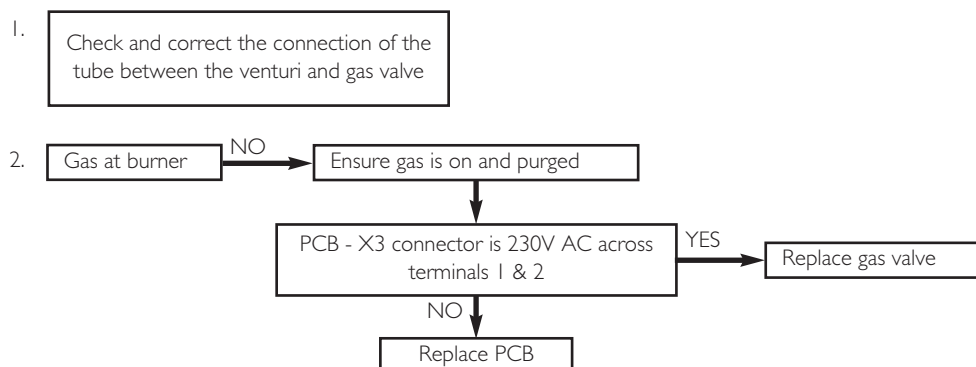 1.
Check and correct the connection of the
tube between the venturi and gas valve
2.
Gas at burner
NO
Ensure gas is on and purged
PCB - X3 connector is 230V AC across
terminals 1 & 2
YES
Replace gas valve
NO
Replace PCB